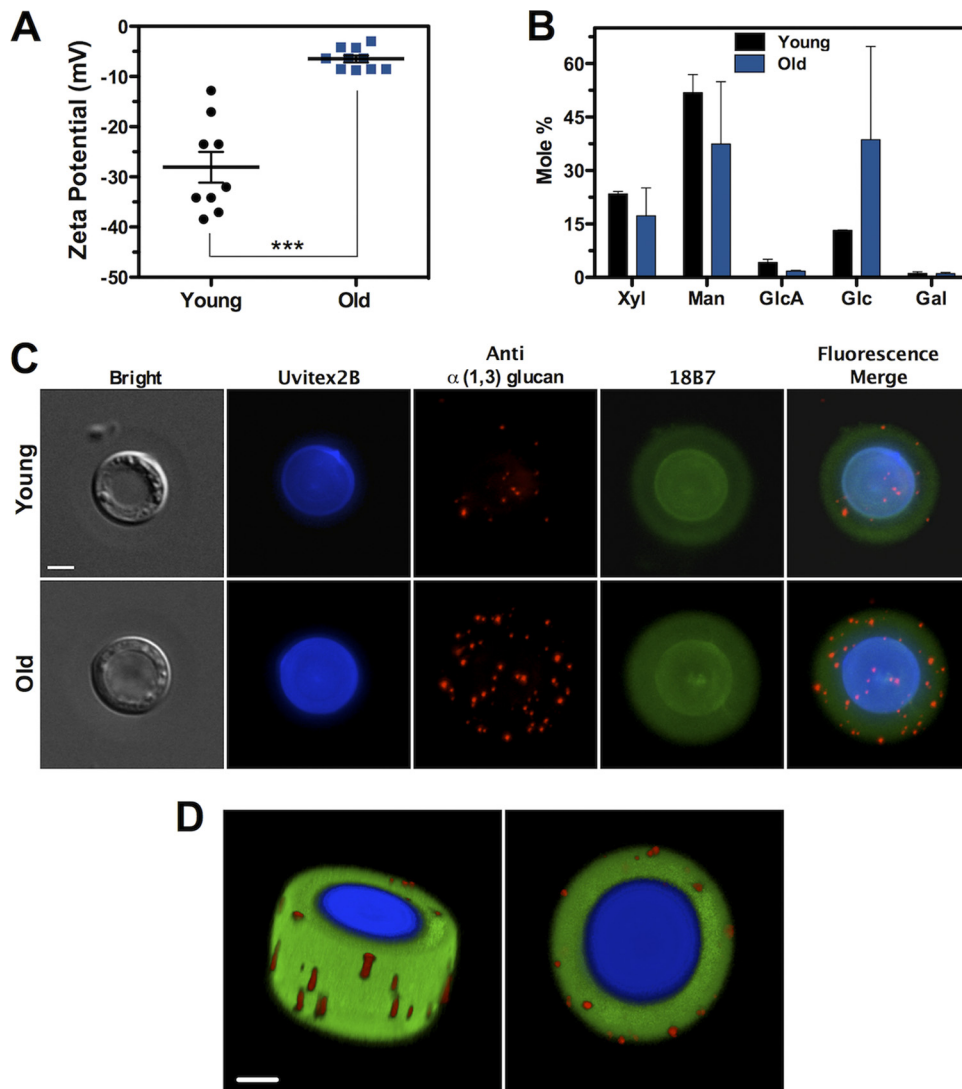 A
Zeta Potential (mV)
0
-10
-20
-30
-40
-50
***
Young
Old
B
Mole %
60
45
30
15
0
Young
Old
Xyl
Man
GlcA
Glc
Gal
C
Bright
Uvitex2B
Anti
α (1,3) glucan
18B7
Fluorescence
Merge
Young
Old
D